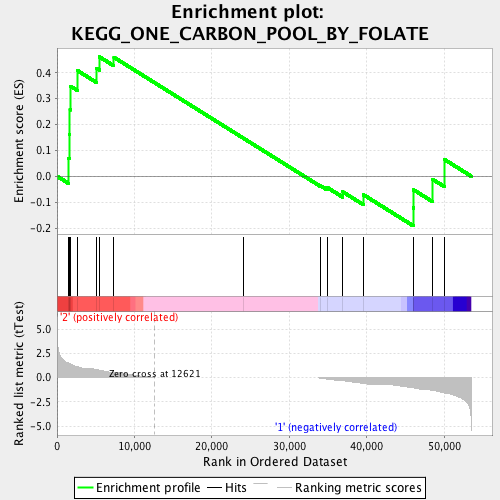 Enrichment plot:
KEGG_ONE_CARBON_POOL_BY_FOLATE
Enrichment score (ES)
0.4
0.3
0.2
0.1
0.0
-0.1
-0.2
'2' (positively correlated)
Ranked list metric (tTest)
5.0
2.5
0.0
-2.5
-5.0
Zero cross at 12621
'1' (negatively correlated)
0 10,000 20,000 30,000 40,000 50,000
Rank in Ordered Dataset
Enrichment profile Hits Ranking metric scores